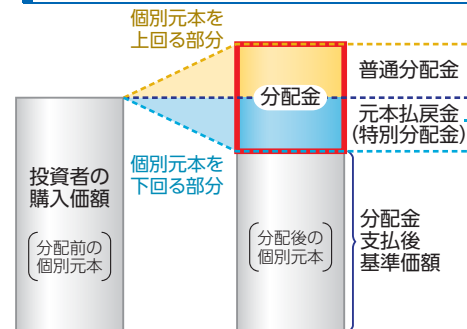 個別元本を
上回る部分
普通分配金
分配金
元本払戻金
(特別分配金)
個別元本を
下回る部分
投資者の
購入価額
分配前の
個別元本
分配後の
個別元本
分配金
支払後
基準価額